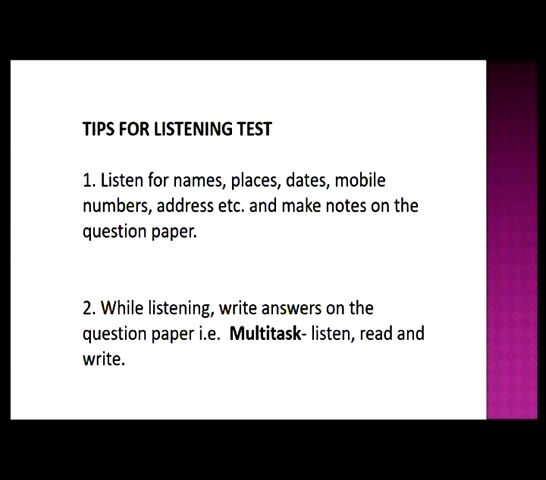 TIPS FOR LISTENING TEST
1. Listen for names, places, dates, mobile
numbers, address etc. and make notes on the
question paper.
2. While listening, write answers on the
question paper i.e.  Multitask- listen, read and
write.